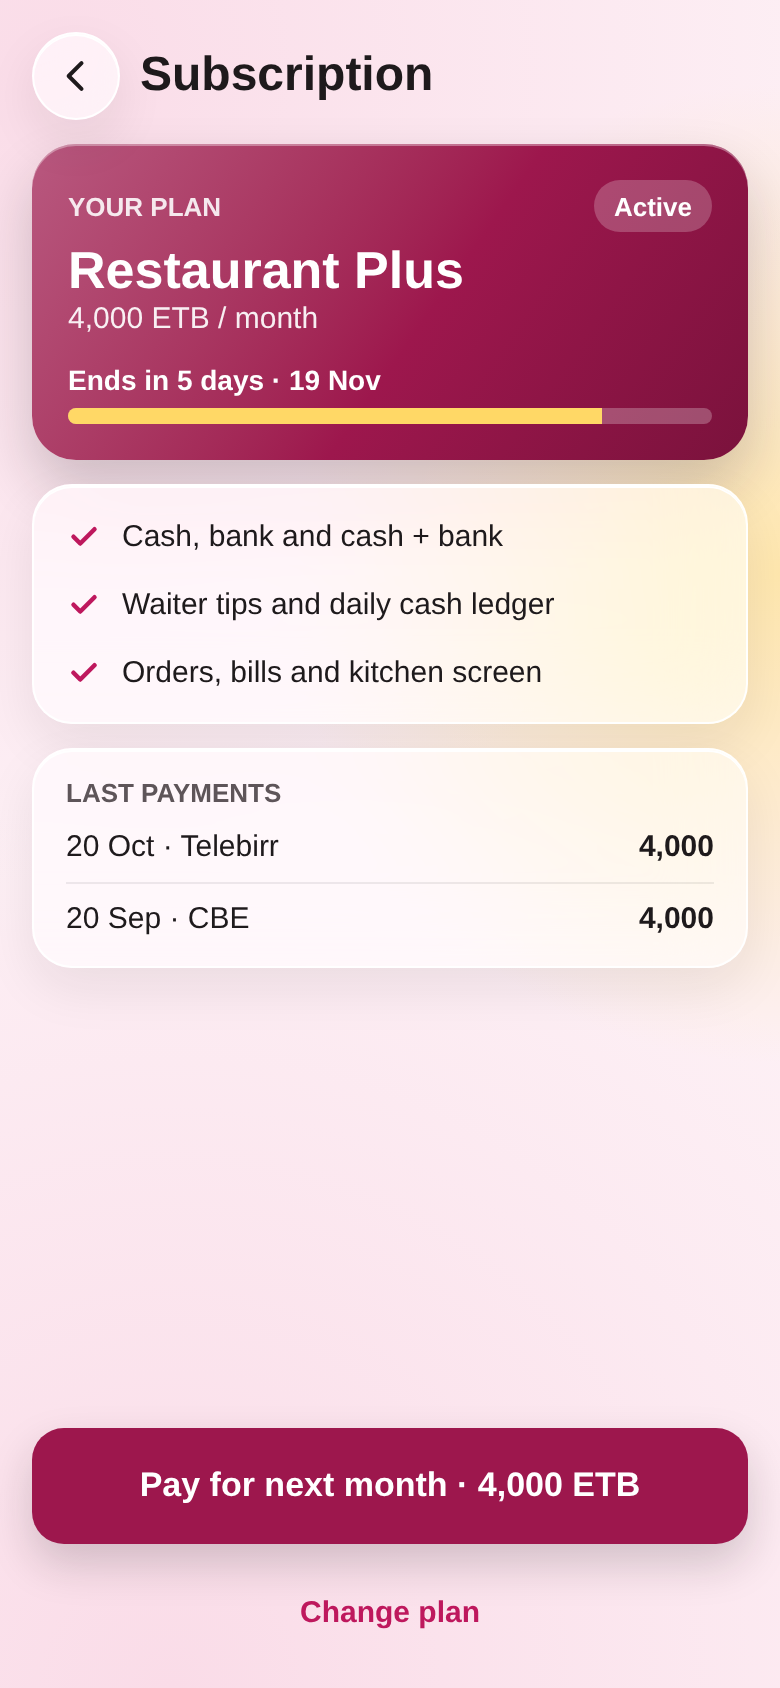 Subscription
YOUR PLAN
Active
Restaurant Plus
4,000 ETB / month
Ends in 5 days · 19 Nov
Cash, bank and cash + bank
Waiter tips and daily cash ledger
Orders, bills and kitchen screen
LAST PAYMENTS
20 Oct · Telebirr 4,000
20 Sep · CBE 4,000
Pay for next month · 4,000 ETB
Change plan